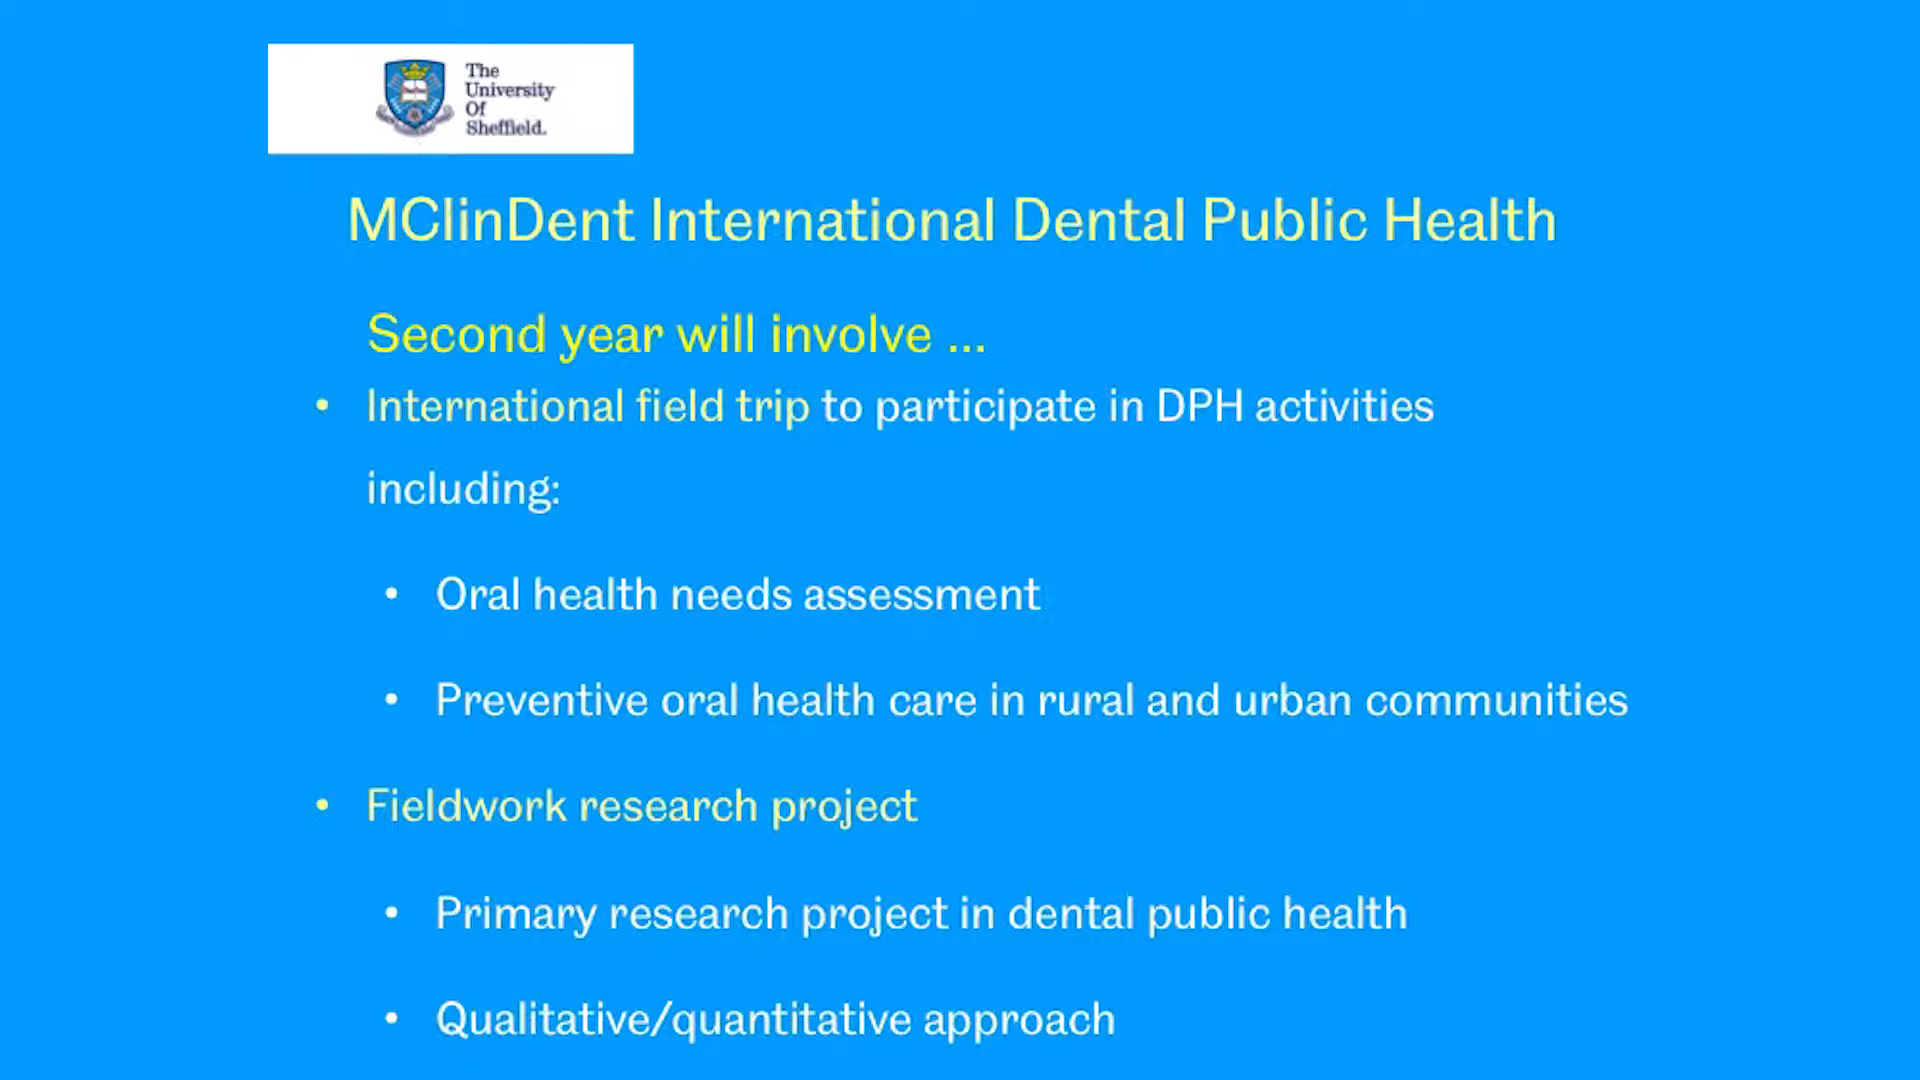 The
University
Of
Sheffield.
MClinDent International Dental Public Health
Second year will involve ...
• International field trip to participate in DPH activities
including:
• Oral health needs assessment
• Preventive oral health care in rural and urban communities
• Fieldwork research project
• Primary research project in dental public health
• Qualitative/quantitative approach